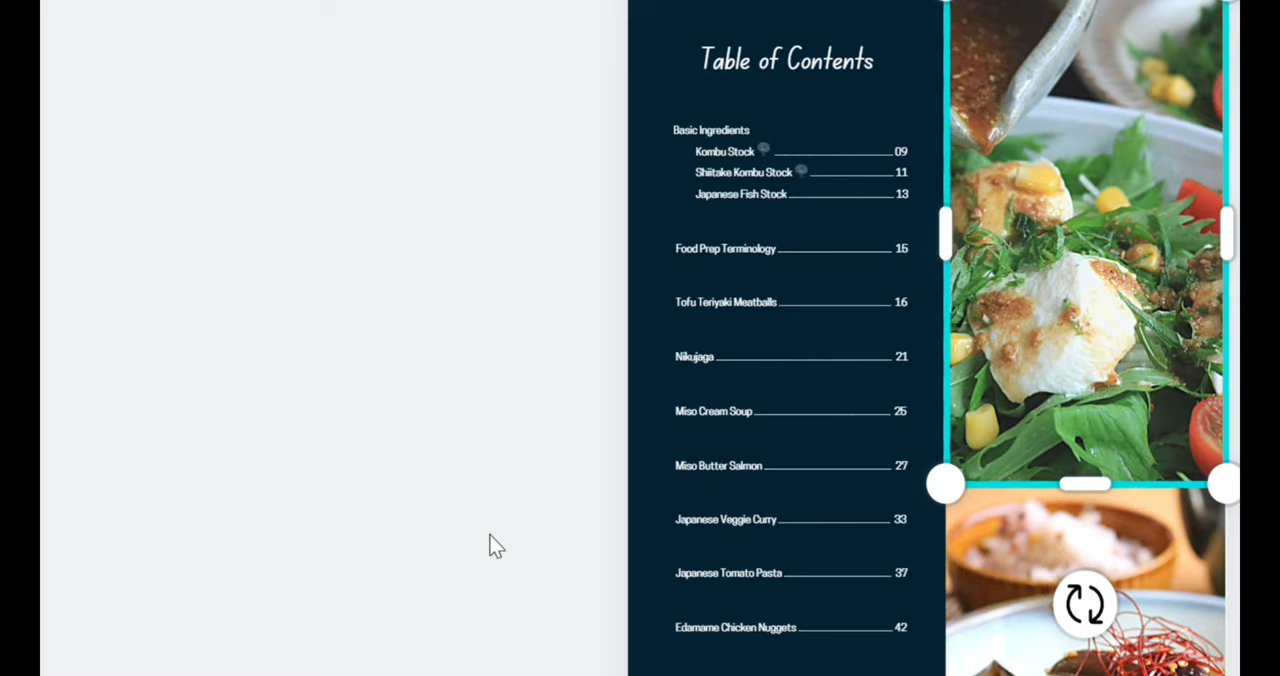 Table of Contents
Basic Ingredients
Kombu Stock 09
Shiitake Kombu Stock 11
Japanese Fish Stock 13
Food Prep Terminology 15
Tofu Teriyaki Meatballs 16
Nikujaga 21
Miso Cream Soup 25
Miso Butter Salmon 27
Japanese Veggie Curry 33
Japanese Tomato Pasta 37
Edamame Chicken Nuggets 42